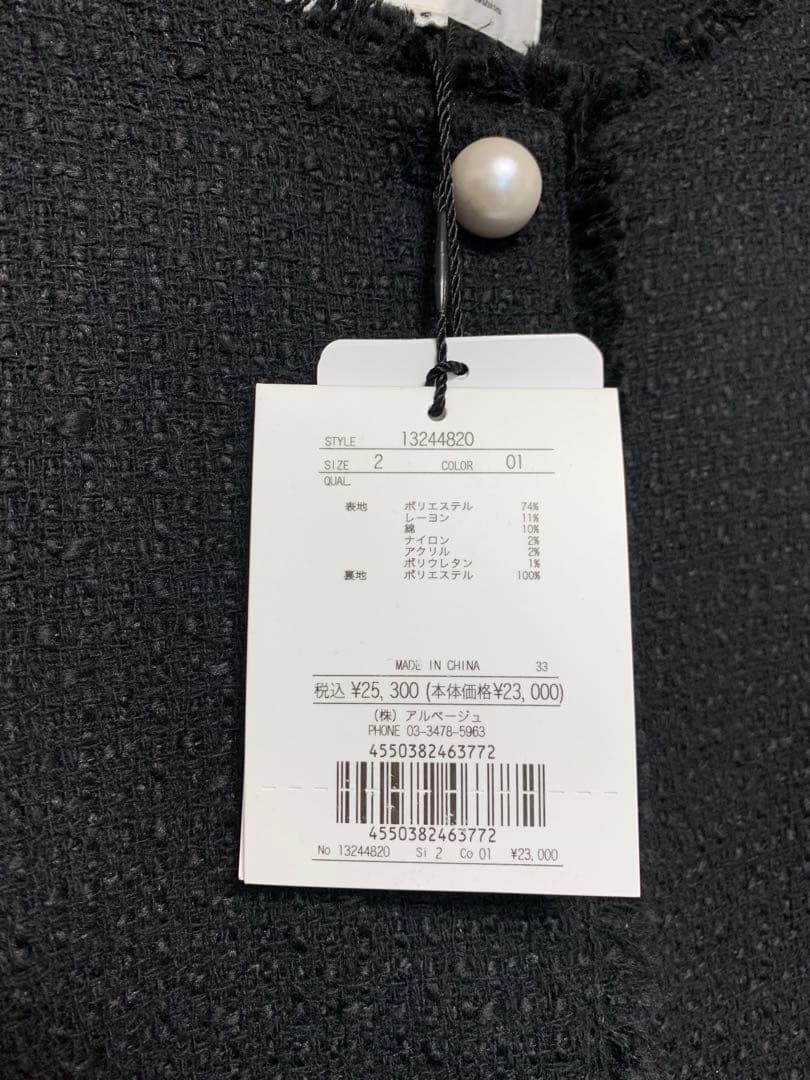 STYLE 13244820
SIZE 2 COLOR 01
QUAL.
表地 ポリエステル 74%
レーヨン 11%
綿 10%
ナイロン 2%
アクリル 2%
ポリウレタン 1%
裏地 ポリエステル 100%
MADE IN CHINA 33
税込 ¥25,300 (本体価格¥23,000)
(株) アルページュ
PHONE 03-3478-5963
4550382463772
4550382463772
No 13244820 Si 2 Co 01 ¥23,000